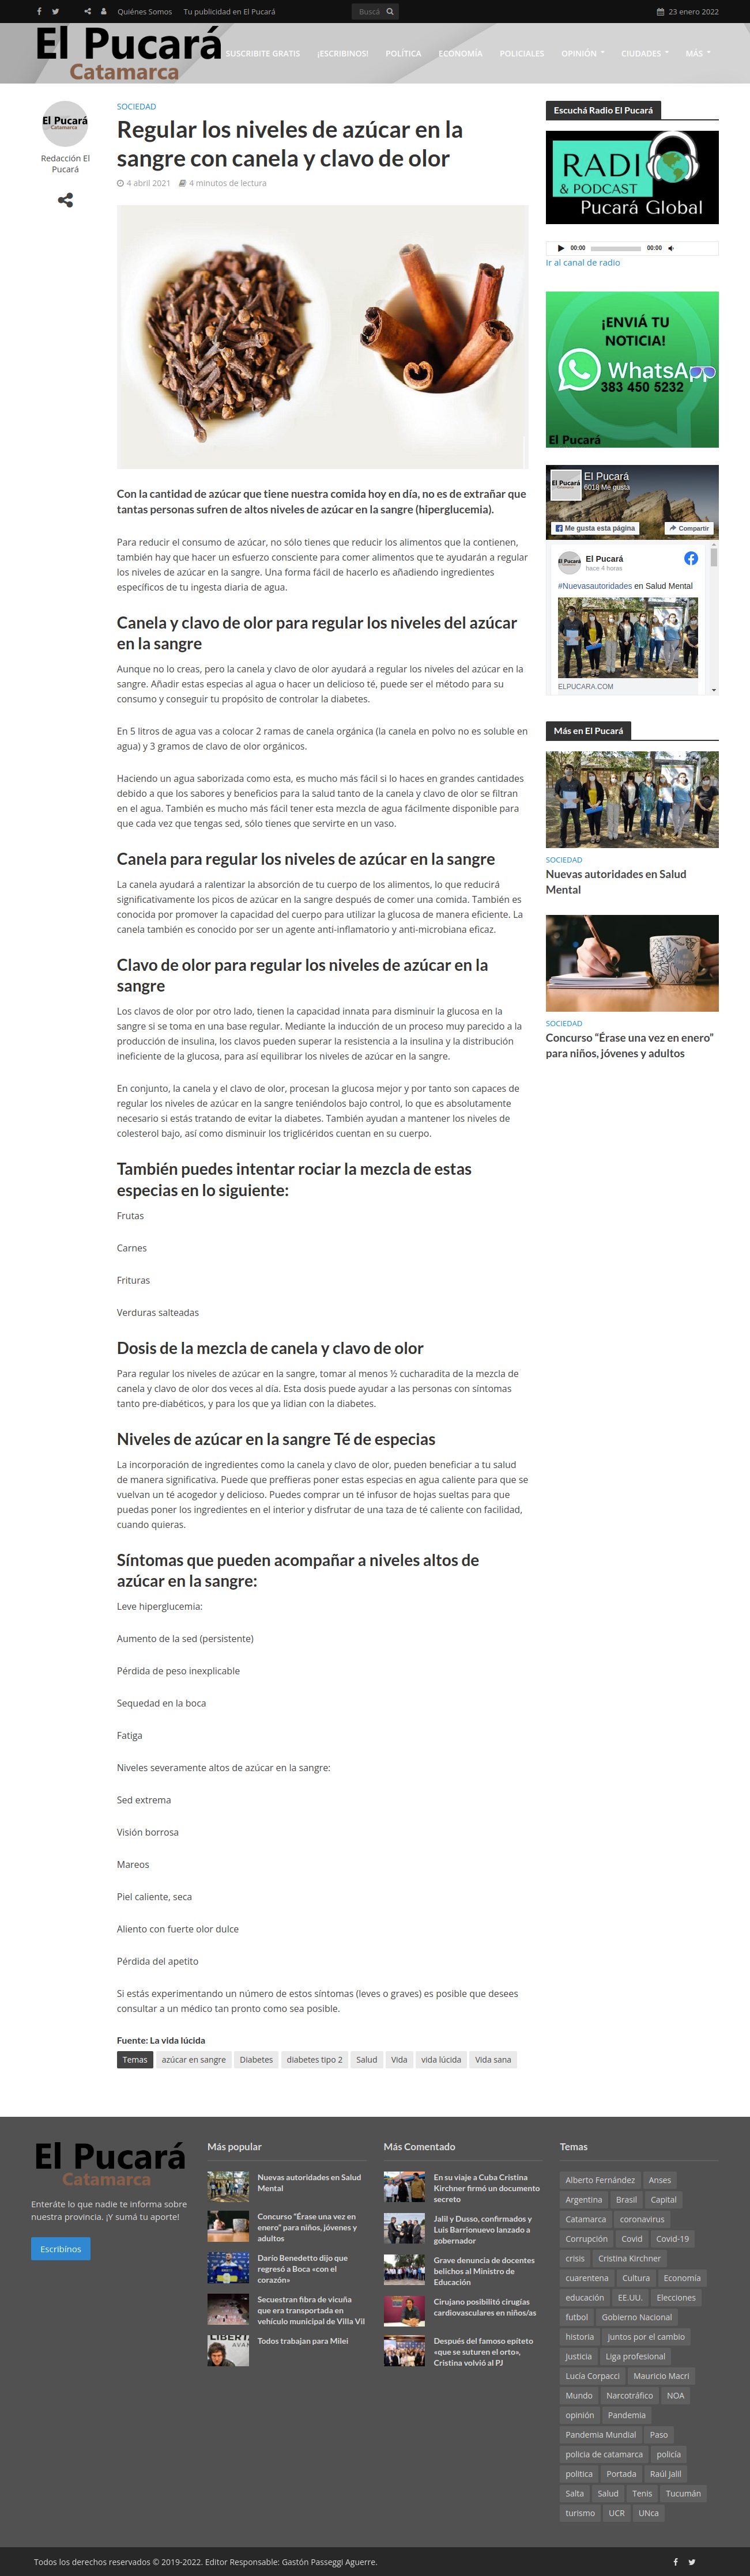 Quiénes Somos
Tu publicidad en El Pucará
Buscá
23 enero 2022
El Pucará
Catamarca
SUSCRIBITE GRATIS
¡ESCRIBINOS!
POLÍTICA
ECONOMÍA
POLICIALES
OPINIÓN
CIUDADES
MÁS
El Pucará
Catamarca
Redacción El
Pucará
SOCIEDAD
Regular los niveles de azúcar en la
sangre con canela y clavo de olor
4 abril 2021
4 minutos de lectura
Con la cantidad de azúcar que tiene nuestra comida hoy en día, no es de extrañar que
tantas personas sufren de altos niveles de azúcar en la sangre (hiperglucemia).
Para reducir el consumo de azúcar, no sólo tienes que reducir los alimentos que la contienen,
también hay que hacer un esfuerzo consciente para comer alimentos que te ayudarán a regular
los niveles de azúcar en la sangre. Una forma fácil de hacerlo es añadiendo ingredientes
específicos de tu ingesta diaria de agua.
Canela y clavo de olor para regular los niveles del azúcar
en la sangre
Aunque no lo creas, pero la canela y clavo de olor ayudará a regular los niveles del azúcar en la
sangre. Añadir estas especias al agua o hacer un delicioso té, puede ser el método para su
consumo y conseguir tu propósito de controlar la diabetes.
En 5 litros de agua vas a colocar 2 ramas de canela orgánica (la canela en polvo no es soluble en
agua) y 3 gramos de clavo de olor orgánicos.
Haciendo un agua saborizada como esta, es mucho más fácil si lo haces en grandes cantidades
debido a que los sabores y beneficios para la salud tanto de la canela y clavo de olor se filtran
en el agua. También es mucho más fácil tener esta mezcla de agua fácilmente disponible para
que cada vez que tengas sed, sólo tienes que servirte en un vaso.
Canela para regular los niveles de azúcar en la sangre
La canela ayudará a ralentizar la absorción de tu cuerpo de los alimentos, lo que reducirá
significativamente los picos de azúcar en la sangre después de comer una comida. También es
conocida por promover la capacidad del cuerpo para utilizar la glucosa de manera eficiente. La
canela también es conocido por ser un agente anti-inflamatorio y anti-microbiana eficaz.
Clavo de olor para regular los niveles de azúcar en la
sangre
Los clavos de olor por otro lado, tienen la capacidad innata para disminuir la glucosa en la
sangre si se toma en una base regular. Mediante la inducción de un proceso muy parecido a la
producción de insulina, los clavos pueden superar la resistencia a la insulina y la distribución
ineficiente de la glucosa, para así equilibrar los niveles de azúcar en la sangre.
En conjunto, la canela y el clavo de olor, procesan la glucosa mejor y por tanto son capaces de
regular los niveles de azúcar en la sangre teniéndolos bajo control, lo que es absolutamente
necesario si estás tratando de evitar la diabetes. También ayudan a mantener los niveles de
colesterol bajo, así como disminuir los triglicéridos cuentan en su cuerpo.
También puedes intentar rociar la mezcla de estas
especias en lo siguiente:
Frutas
Carnes
Frituras
Verduras salteadas
Dosis de la mezcla de canela y clavo de olor
Para regular los niveles de azúcar en la sangre, tomar al menos ½ cucharadita de la mezcla de
canela y clavo de olor dos veces al día. Esta dosis puede ayudar a las personas con síntomas
tanto pre-diabéticos, y para los que ya lidian con la diabetes.
Niveles de azúcar en la sangre Té de especias
La incorporación de ingredientes como la canela y clavo de olor, pueden beneficiar a tu salud
de manera significativa. Puede que preffieras poner estas especias en agua caliente para que se
vuelvan un té acogedor y delicioso. Puedes comprar un té infusor de hojas sueltas para que
puedas poner los ingredientes en el interior y disfrutar de una taza de té caliente con facilidad,
cuando quieras.
Síntomas que pueden acompañar a niveles altos de
azúcar en la sangre:
Leve hiperglucemia:
Aumento de la sed (persistente)
Pérdida de peso inexplicable
Sequedad en la boca
Fatiga
Niveles severamente altos de azúcar en la sangre:
Sed extrema
Visión borrosa
Mareos
Piel caliente, seca
Aliento con fuerte olor dulce
Pérdida del apetito
Si estás experimentando un número de estos síntomas (leves o graves) es posible que desees
consultar a un médico tan pronto como sea posible.
Fuente: La vida lúcida
Temas
azúcar en sangre
Diabetes
diabetes tipo 2
Salud
Vida
vida lúcida
Vida sana
Escuchá Radio El Pucará
RADI
& PODCAST
Pucará Global
00:00
00:00
Ir al canal de radio
¡ENVIÁ TU
NOTICIA!
WhatsApp
383 450 5232
El Pucará
El Pucará
El Pucará
6018 Me gusta
Me gusta esta página
Compartir
El Pucará
El Pucará
hace 4 horas
#Nuevasautoridades en Salud Mental
ELPUCARA.COM
Más en El Pucará
SOCIEDAD
Nuevas autoridades en Salud
Mental
SOCIEDAD
Concurso “Érase una vez en enero”
para niños, jóvenes y adultos
El Pucará
Catamarca
Enteráte lo que nadie te informa sobre
nuestra provincia. ¡Y sumá tu aporte!
Escribínos
Más popular
Nuevas autoridades en Salud
Mental
Concurso “Érase una vez en
enero” para niños, jóvenes y
adultos
Darío Benedetto dijo que
regresó a Boca «con el
corazón»
Secuestran fibra de vicuña
que era transportada en
vehículo municipal de Villa Vil
Todos trabajan para Milei
Más Comentado
En su viaje a Cuba Cristina
Kirchner firmó un documento
secreto
Jalil y Dusso, confirmados y
Luis Barrionuevo lanzado a
gobernador
Grave denuncia de docentes
belichos al Ministro de
Educación
Cirujano posibilitó cirugías
cardiovasculares en niños/as
Después del famoso epíteto
«que se suturen el orto»,
Cristina volvió al PJ
Temas
Alberto Fernández
Anses
Argentina
Brasil
Capital
Catamarca
coronavirus
Corrupción
Covid
Covid-19
crisis
Cristina Kirchner
cuarentena
Cultura
Economía
educación
EE.UU.
Elecciones
futbol
Gobierno Nacional
historia
juntos por el cambio
Justicia
Liga profesional
Lucía Corpacci
Mauricio Macri
Mundo
Narcotráfico
NOA
opinión
Pandemia
Pandemia Mundial
Paso
policia de catamarca
policía
politica
Portada
Raúl Jalil
Salta
Salud
Tenis
Tucumán
turismo
UCR
UNca
Todos los derechos reservados © 2019-2022. Editor Responsable: Gastón Passeggi Aguerre.